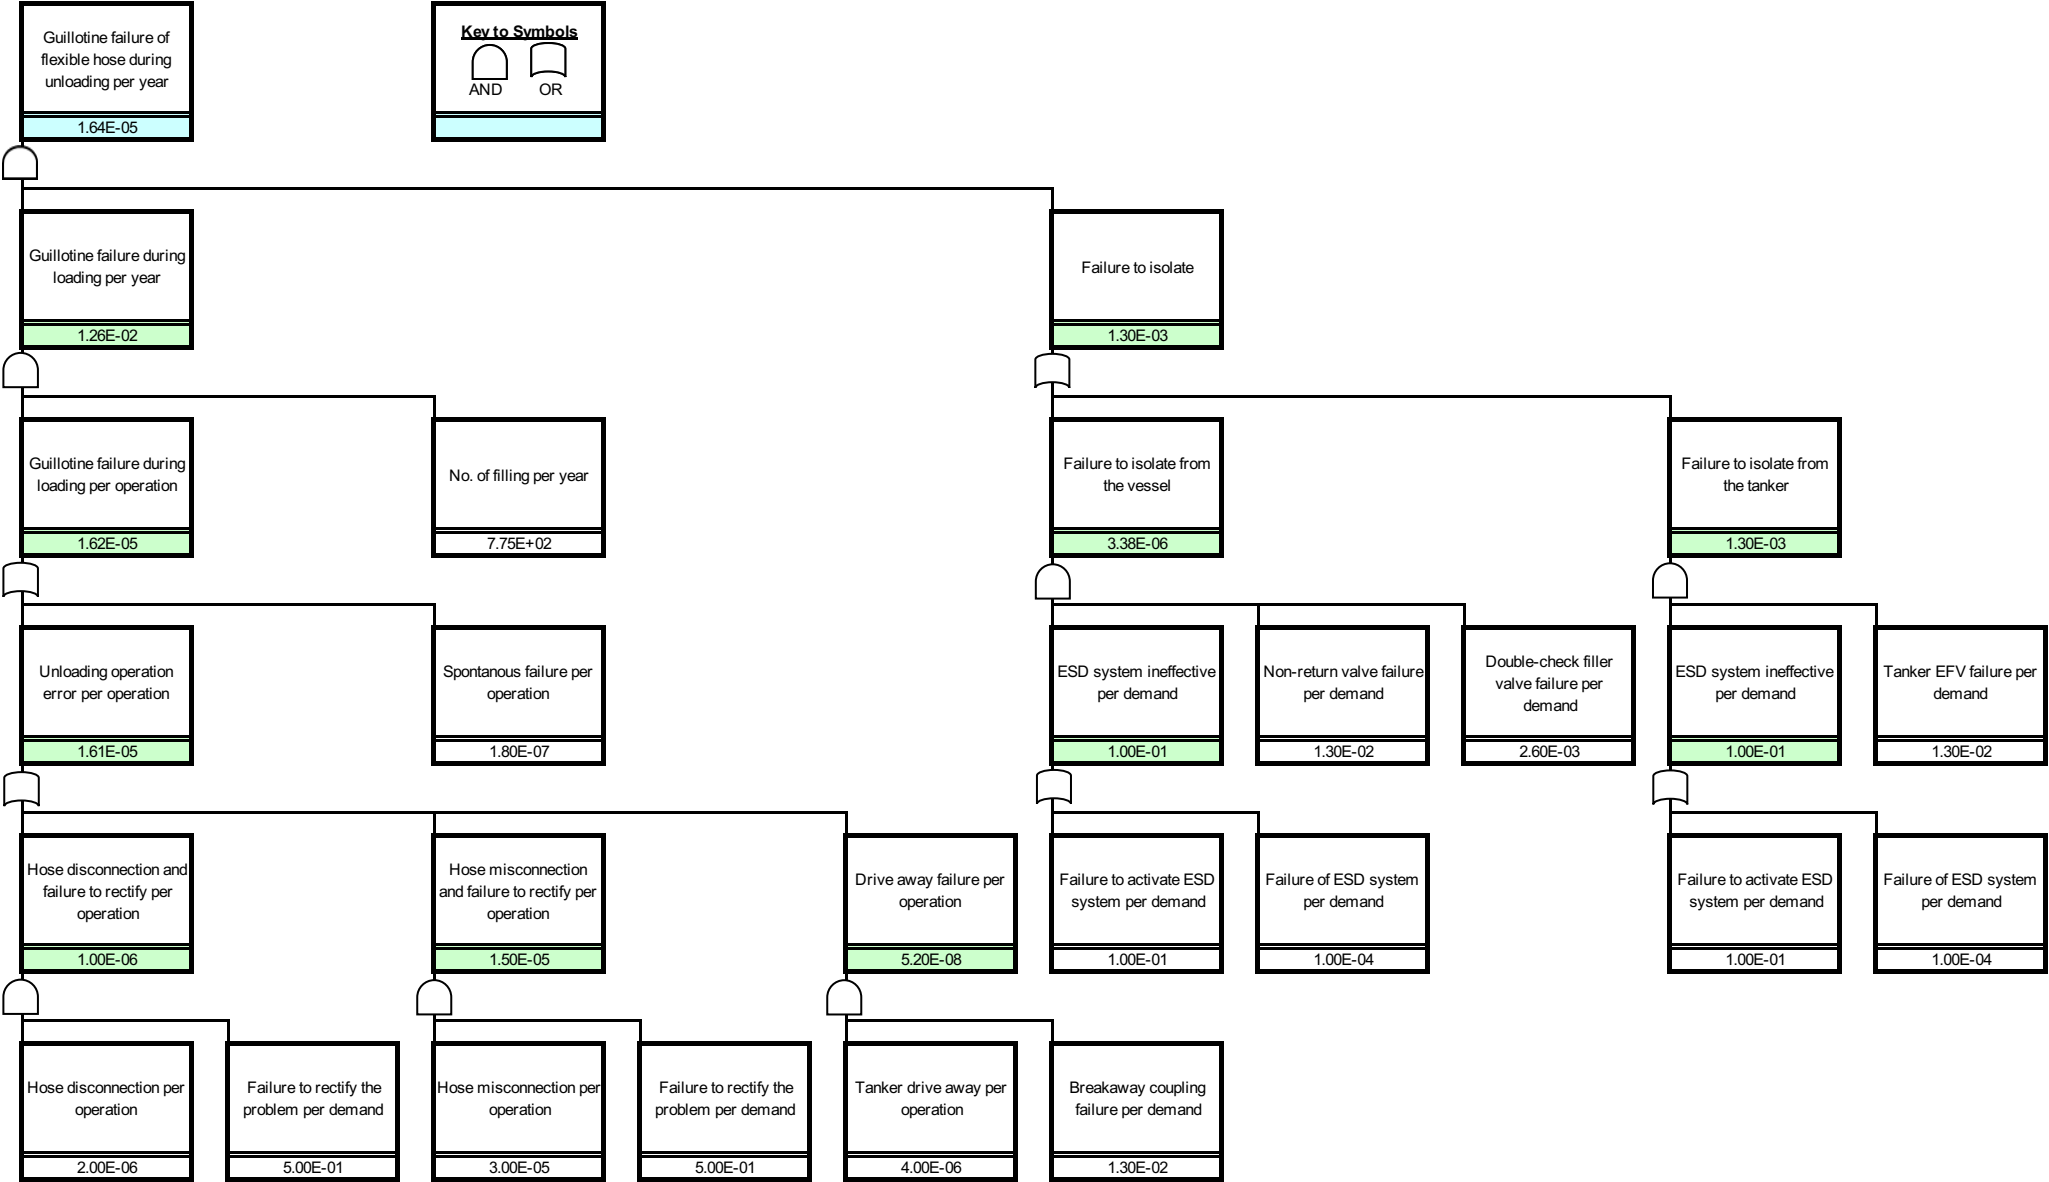 Guillotine failure of
flexible hose during
unloading per year
1.64E-05
Key to Symbols
AND OR
Guillotine failure during
loading per year
1.26E-02
Failure to isolate
1.30E-03
Guillotine failure during
loading per operation
1.62E-05
No. of filling per year
7.75E+02
Failure to isolate from
the vessel
3.38E-06
Failure to isolate from
the tanker
1.30E-03
Unloading operation
error per operation
1.61E-05
Spontanous failure per
operation
1.80E-07
ESD system ineffective
per demand
1.00E-01
Non-return valve failure
per demand
1.30E-02
Double-check filler
valve failure per
demand
2.60E-03
ESD system ineffective
per demand
1.00E-01
Tanker EFV failure per
demand
1.30E-02
Hose disconnection and
failure to rectify per
operation
1.00E-06
Hose misconnection
and failure to rectify per
operation
1.50E-05
Drive away failure per
operation
5.20E-08
Failure to activate ESD
system per demand
1.00E-01
Failure of ESD system
per demand
1.00E-04
Failure to activate ESD
system per demand
1.00E-01
Failure of ESD system
per demand
1.00E-04
Hose disconnection per
operation
2.00E-06
Failure to rectify the
problem per demand
5.00E-01
Hose misconnection per
operation
3.00E-05
Failure to rectify the
problem per demand
5.00E-01
Tanker drive away per
operation
4.00E-06
Breakaway coupling
failure per demand
1.30E-02